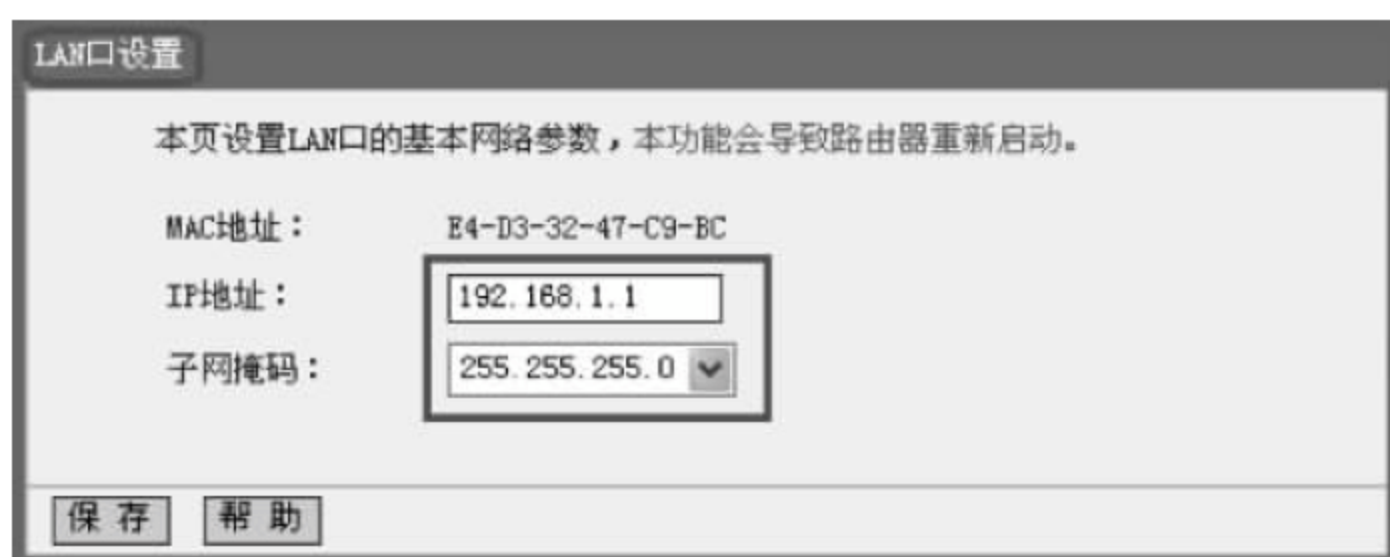 LAN口设置
本页设置LAN口的基本网络参数，本功能会导致路由器重新启动。
MAC地址： E4-D3-32-47-C9-BC
IP地址： 192.168.1.1
子网掩码： 255.255.255.0
保 存 帮 助